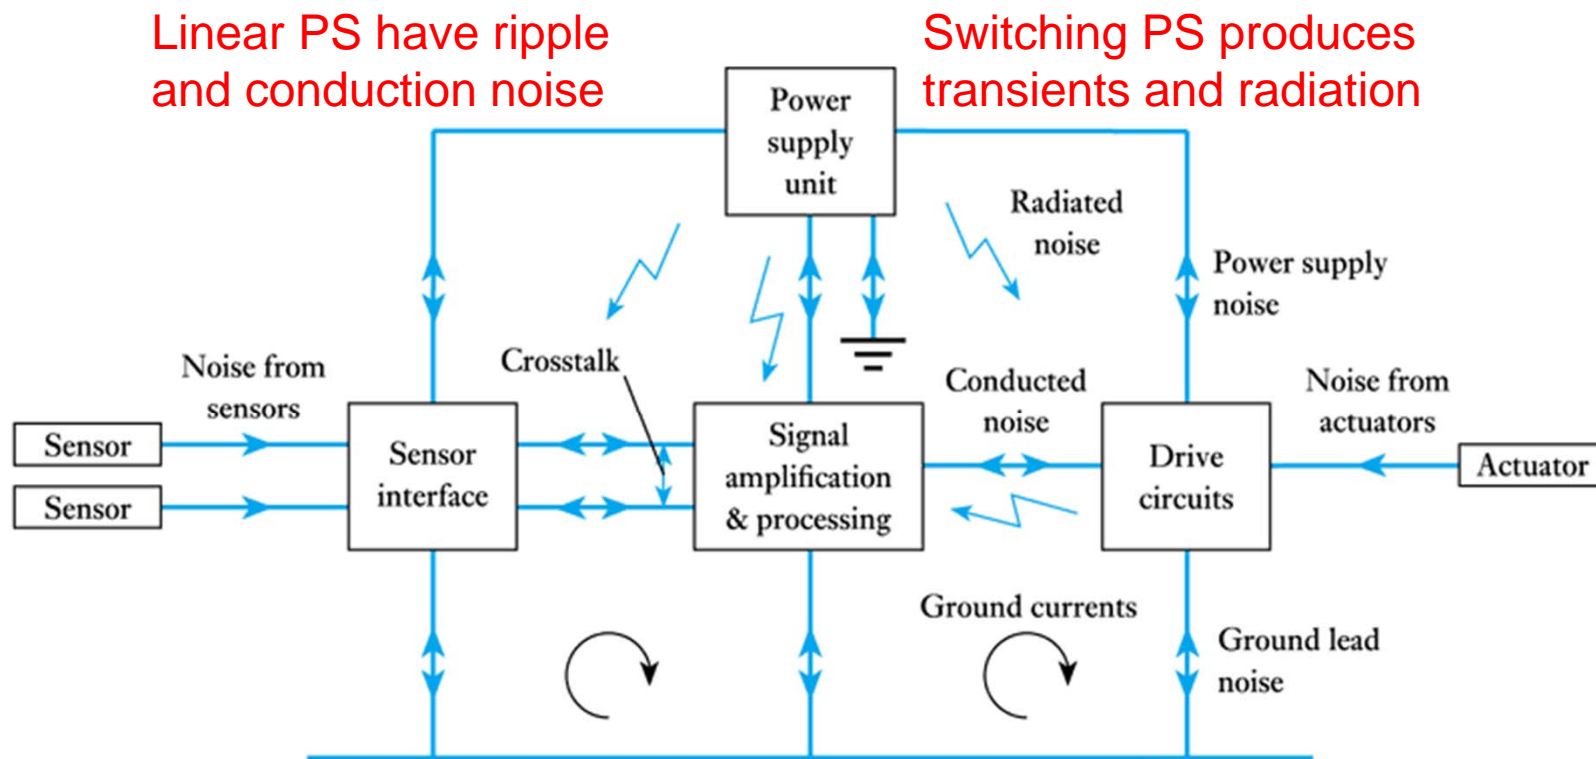 Linear PS have ripple
and conduction noise
Switching PS produces
transients and radiation
Power
supply
unit
Radiated
noise
Power supply
noise
Noise from
sensors
Crosstalk
Conducted
noise
Noise from
actuators
Sensor
Sensor
Sensor
interface
Signal
amplification
& processing
Drive
circuits
Actuator
Ground currents
Ground lead
noise